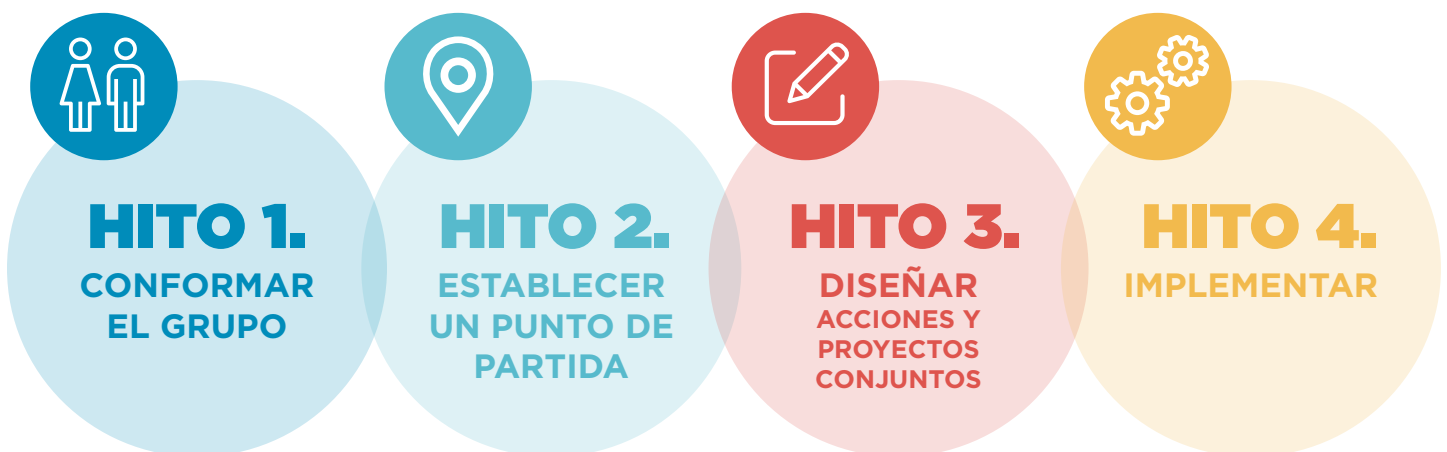 HITO 1.
CONFORMAR
EL GRUPO
HITO 2.
ESTABLECER
UN PUNTO DE
PARTIDA
HITO 3.
DISEÑAR
ACCIONES Y
PROYECTOS
CONJUNTOS
HITO 4.
IMPLEMENTAR